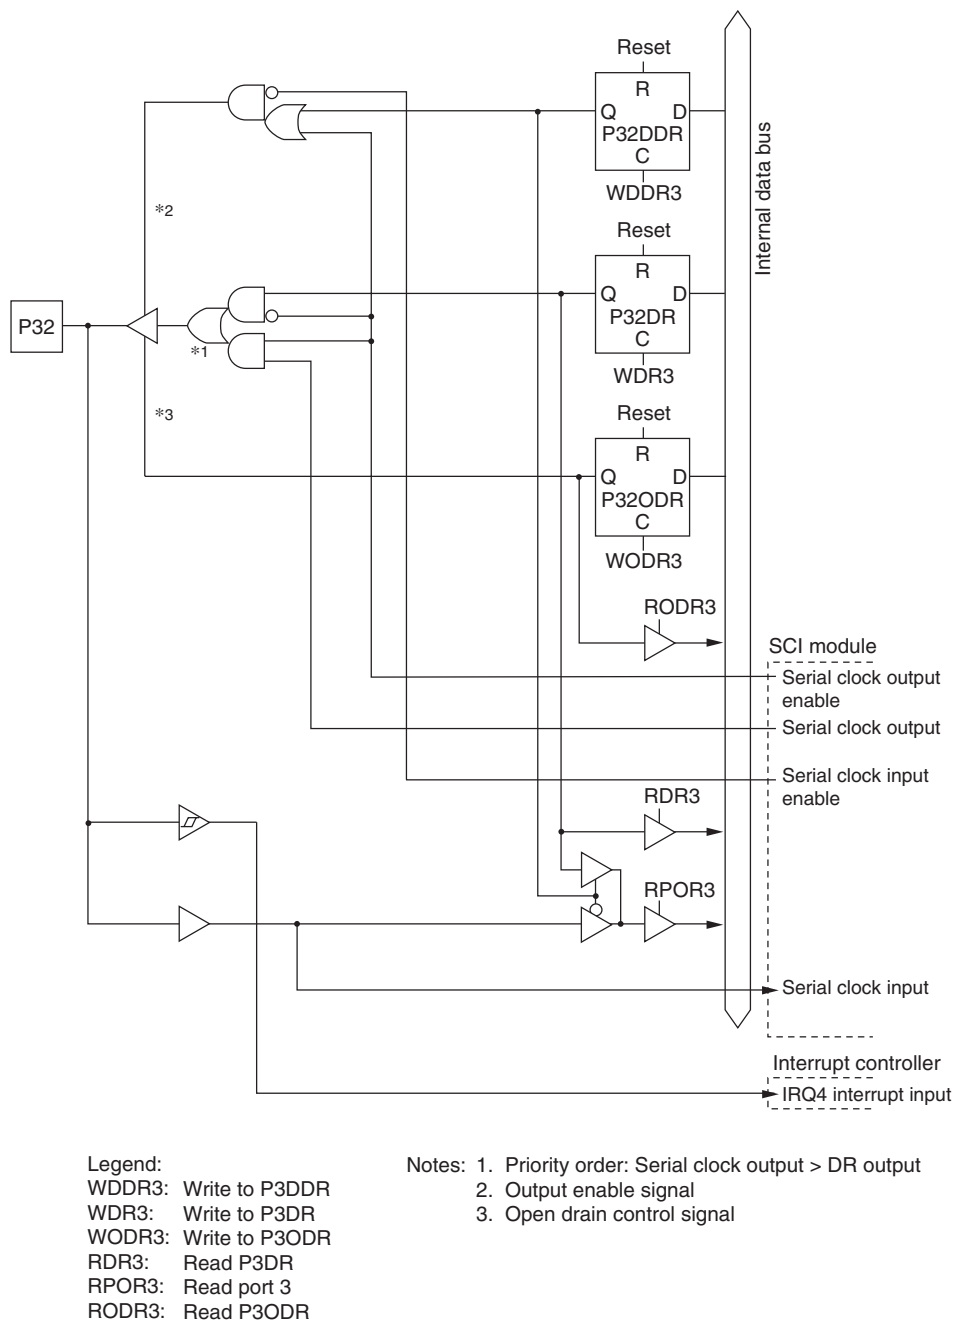 Reset
R
Q D
P32DDR
C
WDDR3
Internal data bus
*2
Reset
R
Q D
P32DR
C
WDR3
P32
*1
*3
Reset
R
Q D
P32ODR
C
WODR3
RODR3
SCI module
Serial clock output
enable
Serial clock output
Serial clock input
enable
RDR3
RPOR3
Serial clock input
Interrupt controller
IRQ4 interrupt input
Legend:
WDDR3: Write to P3DDR
WDR3: Write to P3DR
WODR3: Write to P3ODR
RDR3: Read P3DR
RPOR3: Read port 3
RODR3: Read P3ODR
Notes: 1. Priority order: Serial clock output > DR output
2. Output enable signal
3. Open drain control signal